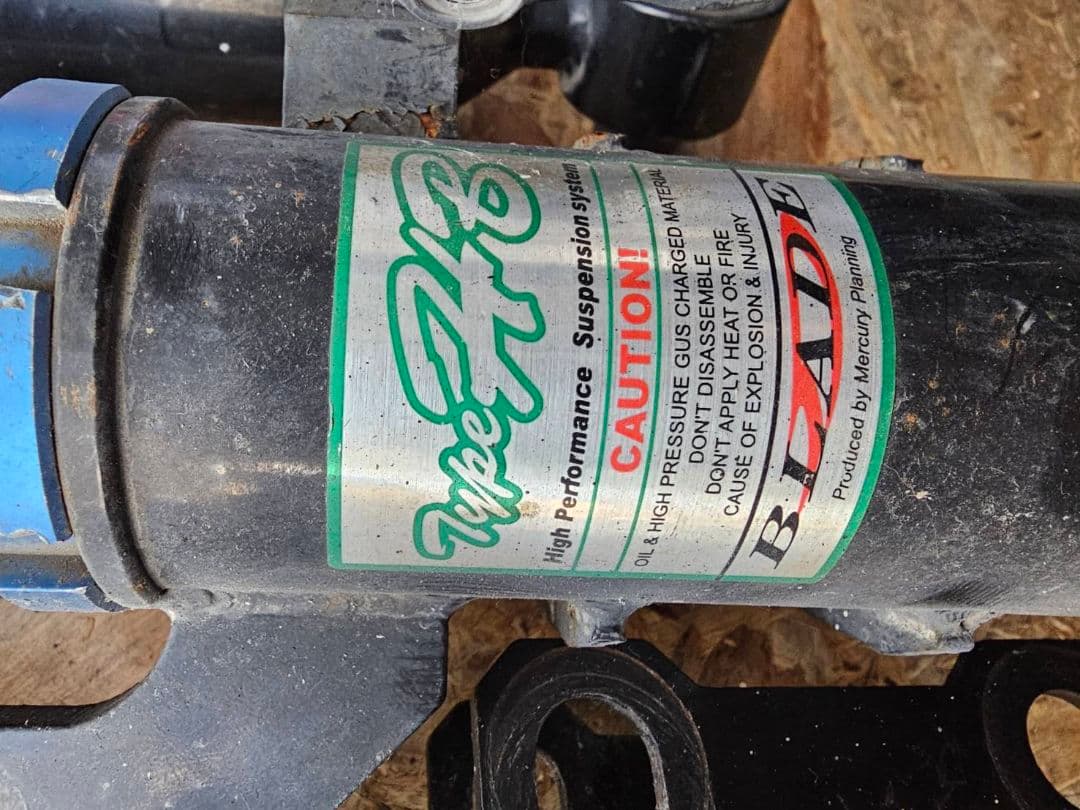 Type
High Performance Suspension system
CAUTION!
OIL & HIGH PRESSURE GUS CHARGED MATERIAL
DON'T DISASSEMBLE
DON'T APPLY HEAT OR FIRE
CAUSE OF EXPLOSION & INJURY
BLADE
Produced by Mercury Planning